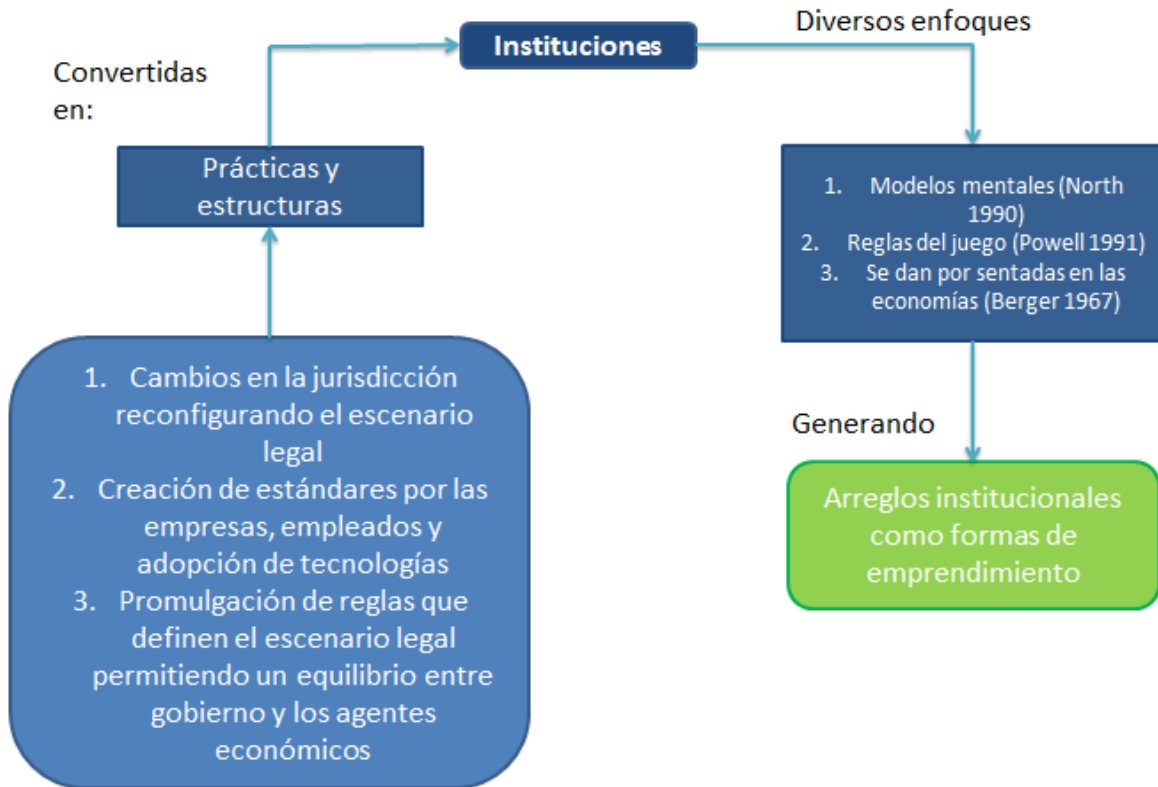 Instituciones
Diversos enfoques
Convertidas
en:
Prácticas y
estructuras
1. Cambios en la jurisdicción
reconfigurando el escenario
legal
2. Creación de estándares por las
empresas, empleados y
adopción de tecnologías
3. Promulgación de reglas que
definen el escenario legal
permitiendo un equilibrio entre
gobierno y los agentes
económicos
1. Modelos mentales (North
1990)
2. Reglas del juego (Powell 1991)
3. Se dan por sentadas en las
economías (Berger 1967)
Generando
Arreglos institucionales
como formas de
emprendimiento